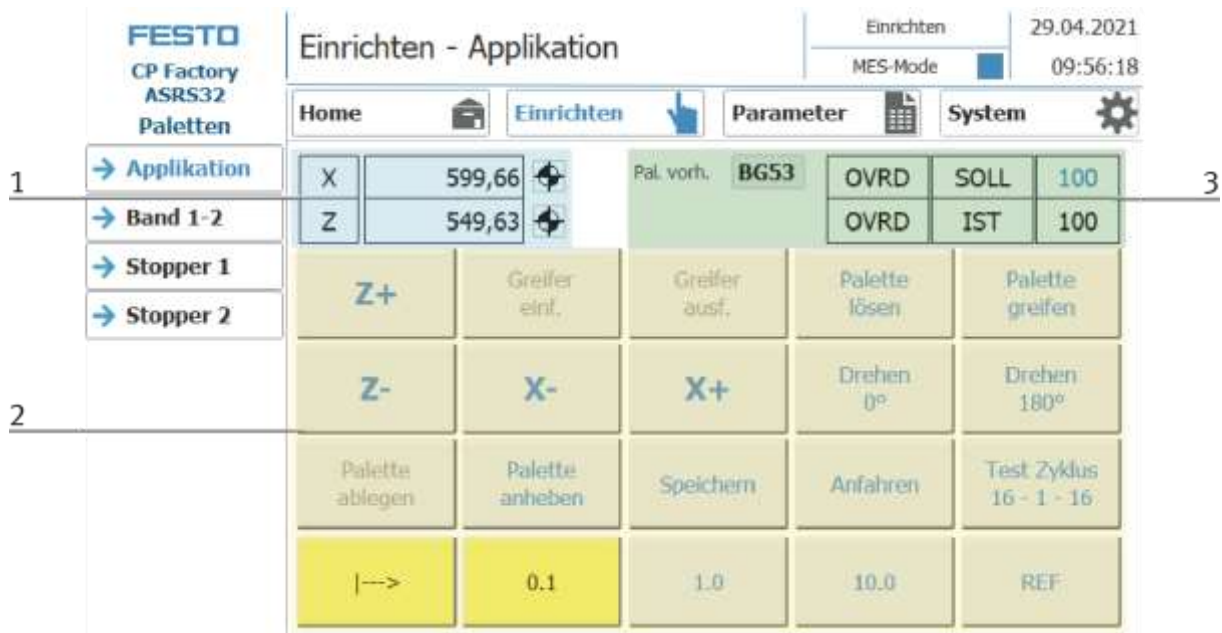 FESTO
CP Factory
ASRS32
Paletten
Einrichten - Applikation
Einrichten
MES-Mode
29.04.2021
09:56:18
Home
Einrichten
Parameter
System
1
Applikation
Band 1-2
Stopper 1
Stopper 2
X 599,66
Z 549,63
Pal. vorh. BG53
OVRD SOLL 100
OVRD IST 100
3
Z+
Greifer
einf.
Greifer
ausf.
Palette
lösen
Palette
greifen
2
Z-
X-
X+
Drehen
0°
Drehen
180°
Palette
ablegen
Palette
anheben
Speichern
Anfahren
Test Zyklus
16 - 1 - 16
|--->
0.1
1.0
10.0
REF